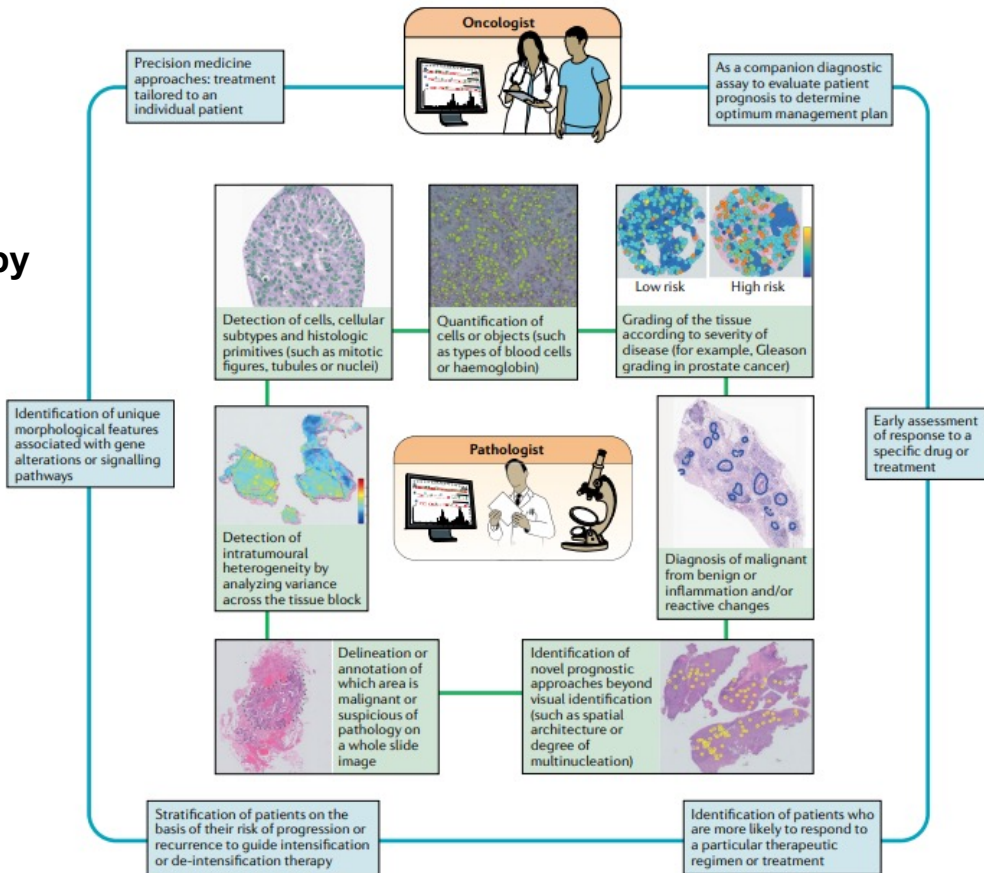 Oncologist
Precision medicine
approaches: treatment
tailored to an
individual patient
As a companion diagnostic
assay to evaluate patient
prognosis to determine
optimum management plan
by
Low risk
High risk
Detection of cells, cellular
subtypes and histologic
primitives (such as mitotic
figures, tubules or nuclei)
Quantification of
cells or objects (such
as types of blood cells
or haemoglobin)
Grading of the tissue
according to severity of
disease (for example, Gleason
grading in prostate cancer)
Identification of unique
morphological features
associated with gene
alterations or signalling
pathways
Pathologist
Early assessment
of response to a
specific drug or
treatment
Detection of
intratumoural
heterogeneity by
analyzing variance
across the tissue block
Diagnosis of malignant
from benign or
inflammation and/or
reactive changes
Delineation or
annotation of
which area is
malignant or
suspicious of
pathology on
a whole slide
image
Identification of
novel prognostic
approaches beyond
visual identification
(such as spatial
architecture or
degree of
multinucleation)
Stratification of patients on the
basis of their risk of progression or
recurrence to guide intensification
or de-intensification therapy
Identification of patients who
are more likely to respond to
a particular therapeutic
regimen or treatment